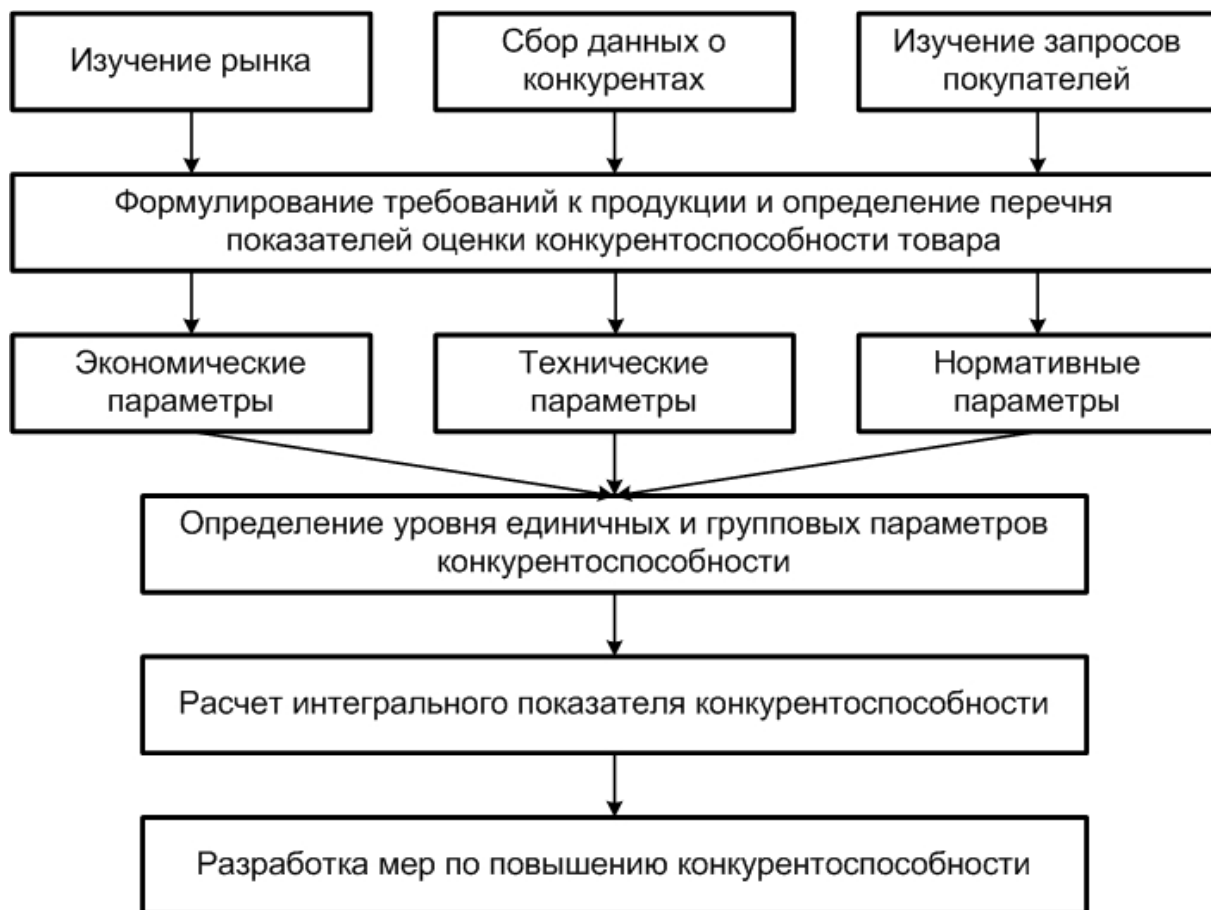 Изучение рынка
Сбор данных о
конкурентах
Изучение запросов
покупателей
Формулирование требований к продукции и определение перечня
показателей оценки конкурентоспособности товара
Экономические
параметры
Технические
параметры
Нормативные
параметры
Определение уровня единичных и групповых параметров
конкурентоспособности
Расчет интегрального показателя конкурентоспособности
Разработка мер по повышению конкурентоспособности